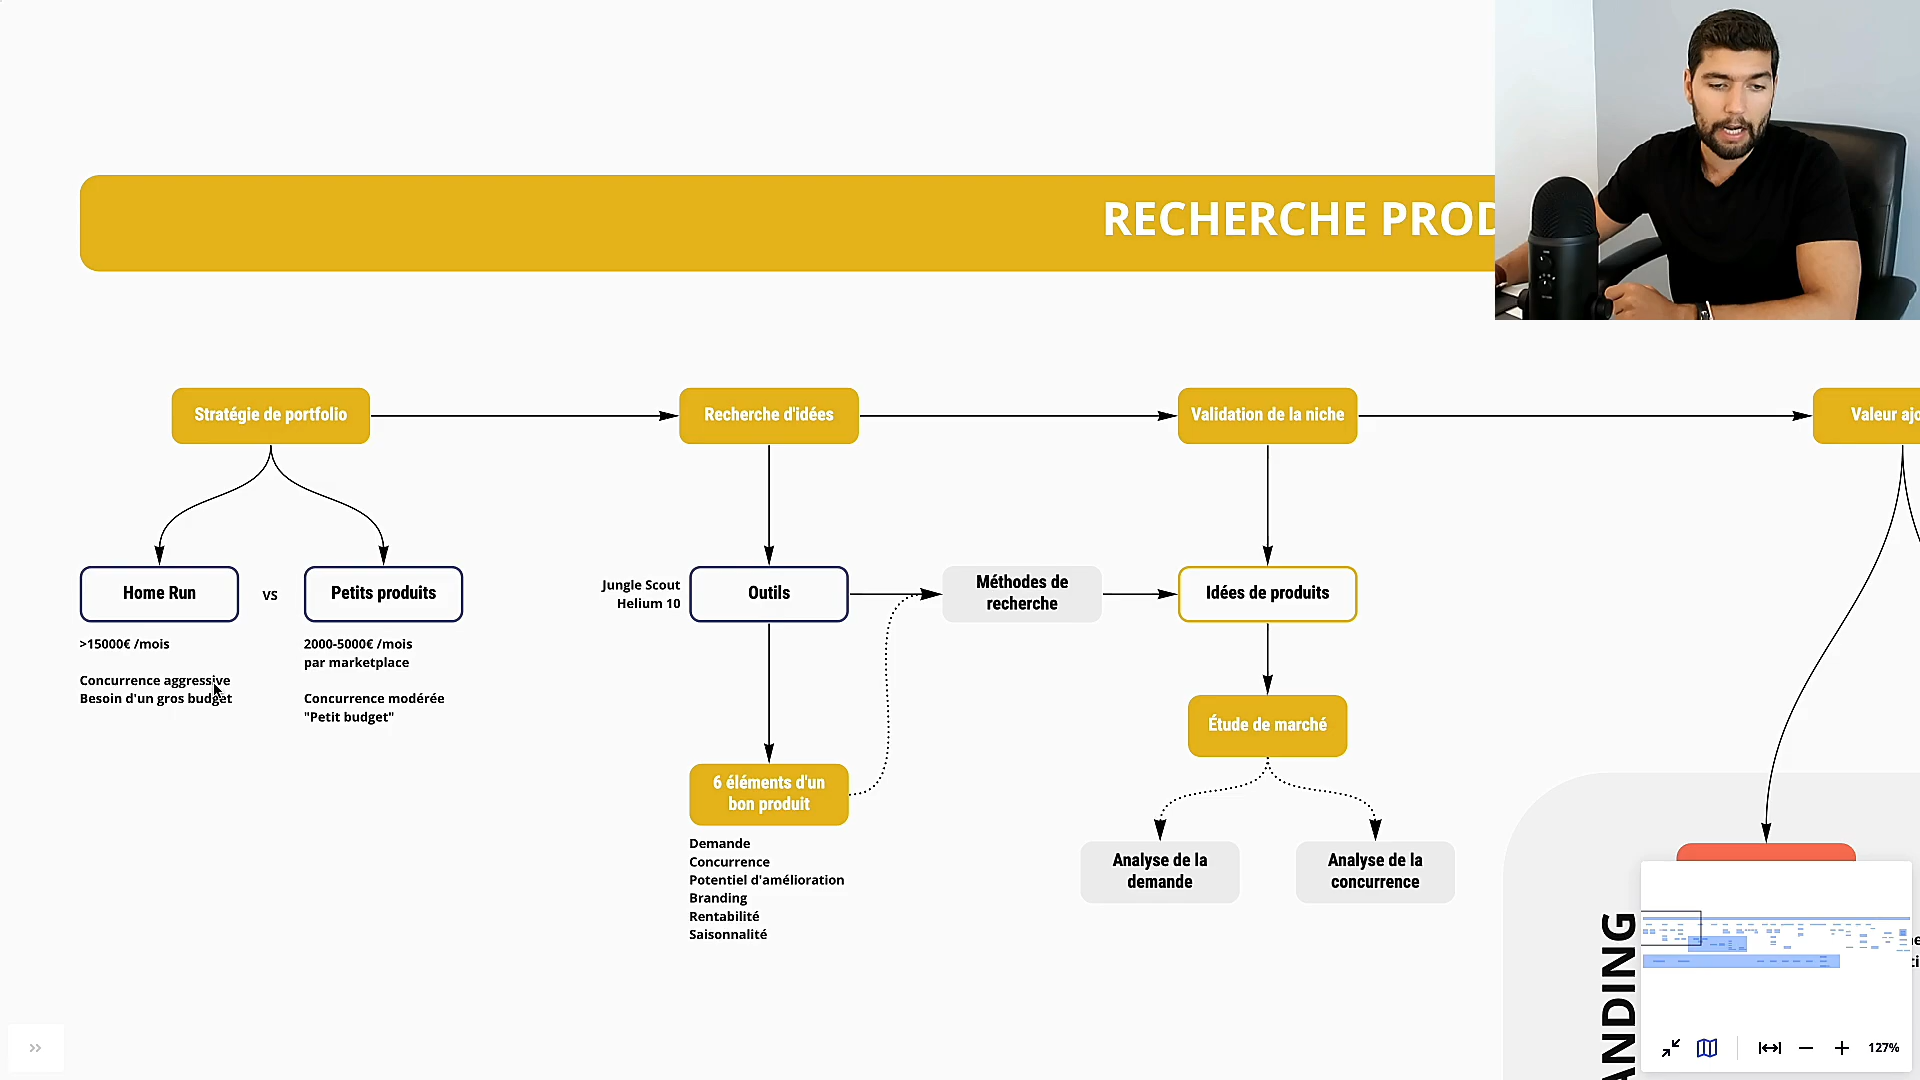 RECHERCHE PROD
Stratégie de portfolio
Recherche d'idées
Validation de la niche
Valeur ajo
Home Run
vs
Petits produits
>15000€ /mois
Concurrence aggressive
Besoin d'un gros budget
2000-5000€ /mois
par marketplace
Concurrence modérée
"Petit budget"
Jungle Scout
Helium 10
Outils
Méthodes de
recherche
Idées de produits
6 éléments d'un
bon produit
Demande
Concurrence
Potentiel d'amélioration
Branding
Rentabilité
Saisonnalité
Étude de marché
Analyse de la
demande
Analyse de la
concurrence
ANDING
127%